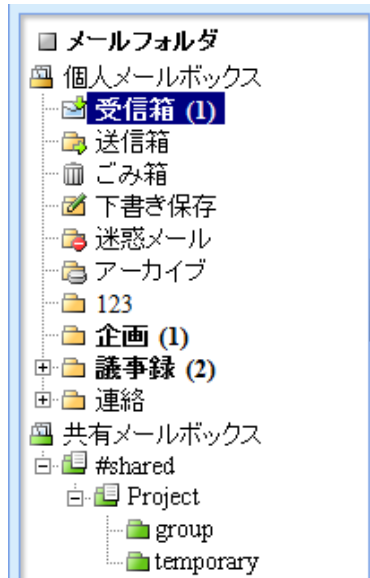 メールフォルダ
個人メールボックス
受信箱 (1)
送信箱
ごみ箱
下書き保存
迷惑メール
アーカイブ
123
企画 (1)
議事録 (2)
連絡
共有メールボックス
#shared
Project
group
temporary